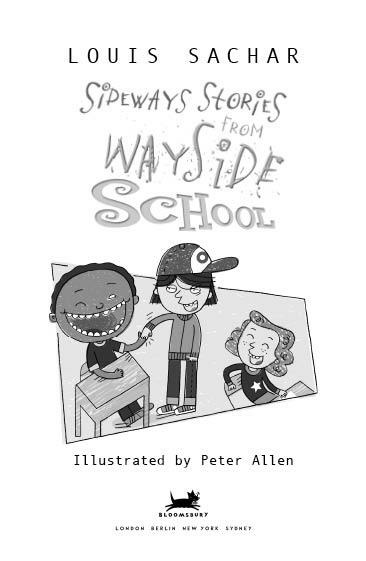 LOUIS SACHAR
SiDEWAYS SToRiES
FROM
WAYSiDE
SCHOOL
Illustrated by Peter Allen
BLOOMSBURY
LONDON BERLIN NEW YORK SYDNEY